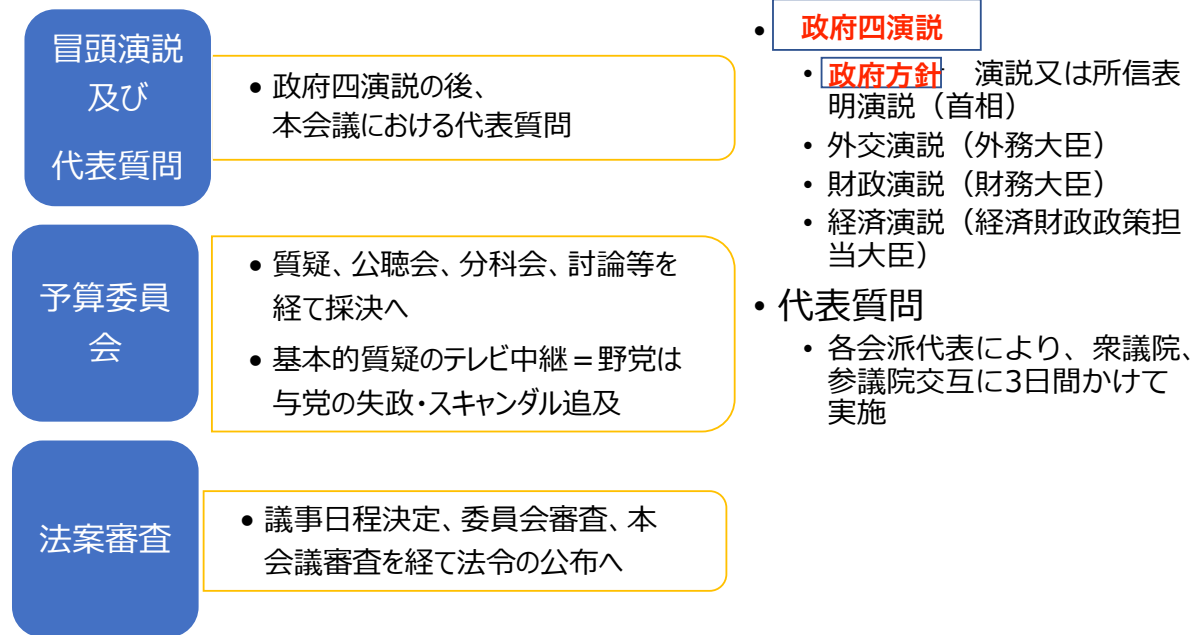 冒頭演説
及び
代表質問
• 政府四演説の後、
本会議における代表質問
予算委員
会
• 質疑、公聴会、分科会、討論等を
経て採決へ
• 基本的質疑のテレビ中継＝野党は
与党の失政・スキャンダル追及
法案審査
• 議事日程決定、委員会審査、本
会議審査を経て法令の公布へ
• 政府四演説
• 政府方針 演説又は所信表
明演説（首相）
• 外交演説（外務大臣）
• 財政演説（財務大臣）
• 経済演説（経済財政政策担
当大臣）
• 代表質問
• 各会派代表により、衆議院、
参議院交互に3日間かけて
実施